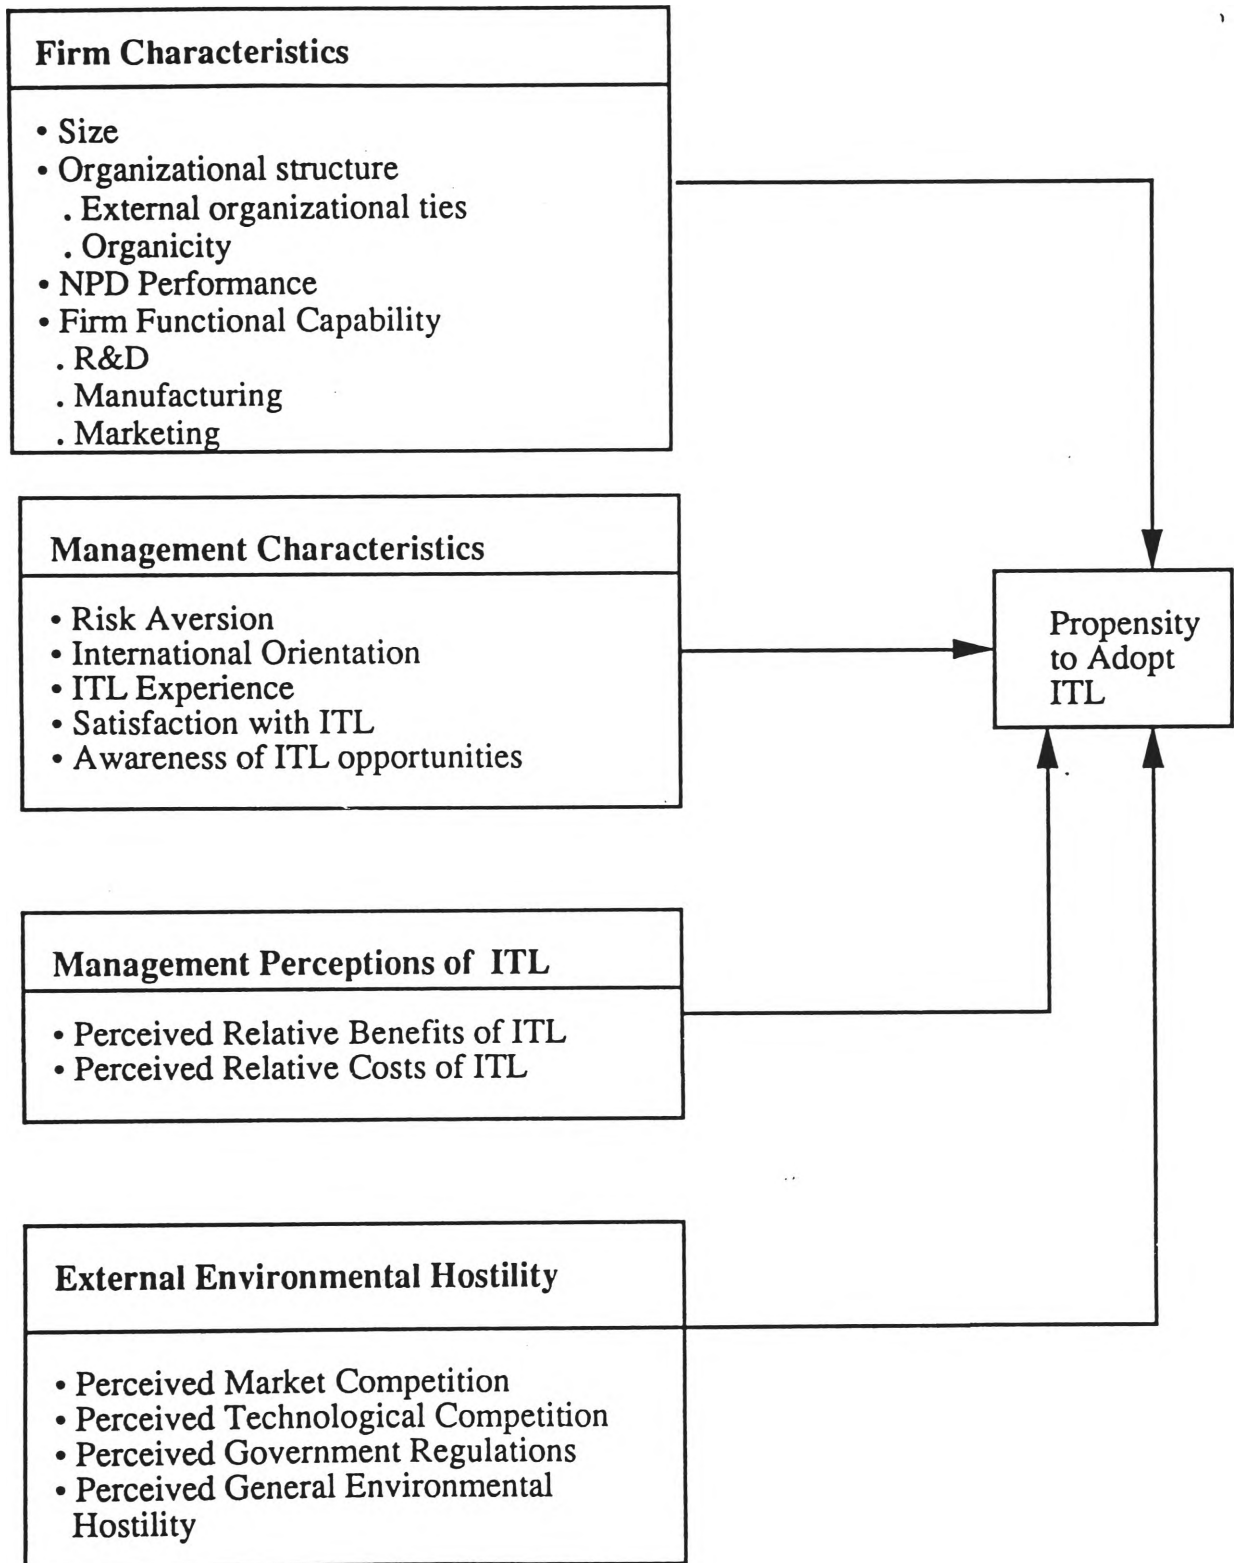 Firm Characteristics
• Size
• Organizational structure
. External organizational ties
. Organicity
• NPD Performance
• Firm Functional Capability
. R&D
. Manufacturing
. Marketing
Management Characteristics
• Risk Aversion
• International Orientation
• ITL Experience
• Satisfaction with ITL
• Awareness of ITL opportunities
Propensity
to Adopt
ITL
Management Perceptions of ITL
• Perceived Relative Benefits of ITL
• Perceived Relative Costs of ITL
External Environmental Hostility
• Perceived Market Competition
• Perceived Technological Competition
• Perceived Government Regulations
• Perceived General Environmental
Hostility